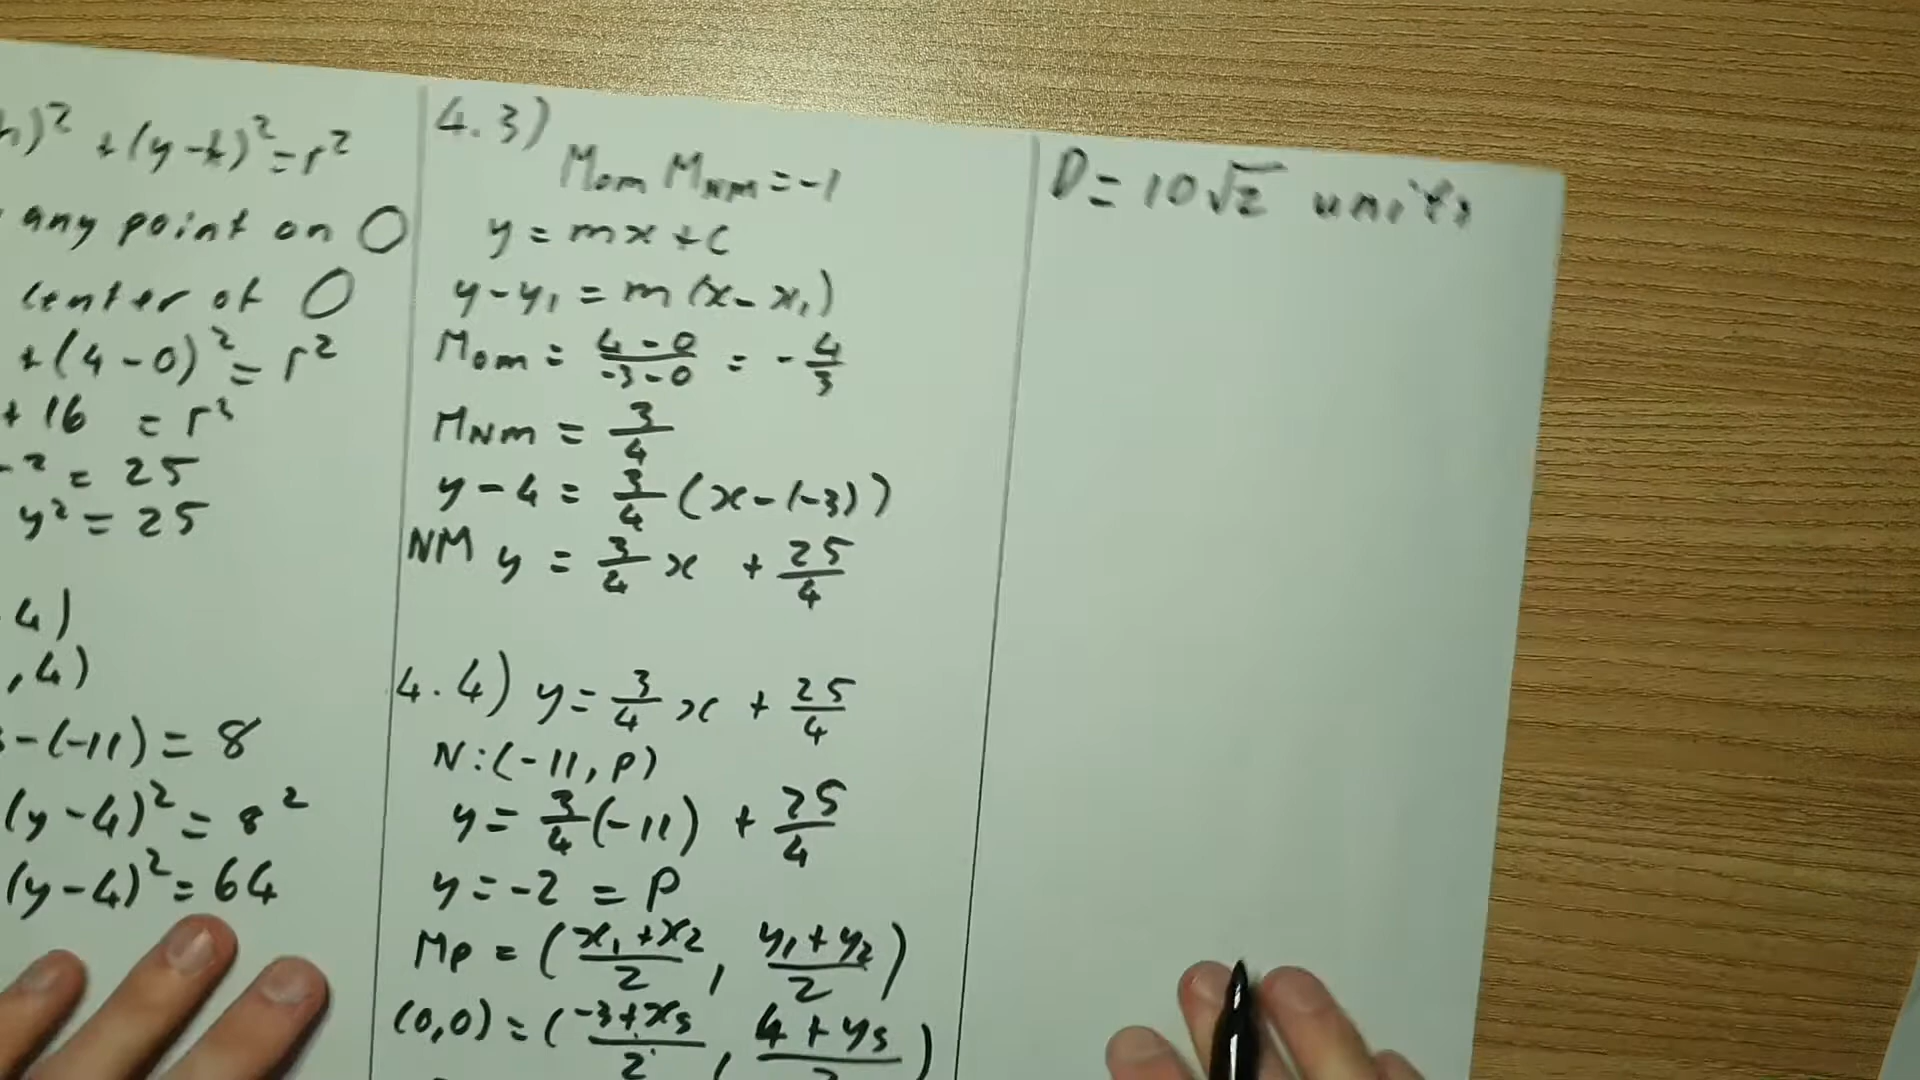 )² + (y-k)² = r²
any point on O
center of O
+ (4-0)² = r²
+ 16 = r²
² = 25
y² = 25
4)
, 4)
-(-11) = 8
(y-4)² = 8²
(y-4)² = 64
4.3)
Mom MNM = -1
y = mx + c
y - y₁ = m(x - x₁)
Mom = 4-0/-3-0 = -4/3
MNM = 3/4
y - 4 = 3/4 (x - (-3))
NM y = 3/4 x + 25/4
4.4) y = 3/4 x + 25/4
N: (-11, P)
y = 3/4 (-11) + 25/4
y = -2 = P
Mp = (x₁+x₂/2, y₁+y₂/2)
(0,0) = (-3+xs/2, 4+ys/2)
D = 10√2 units